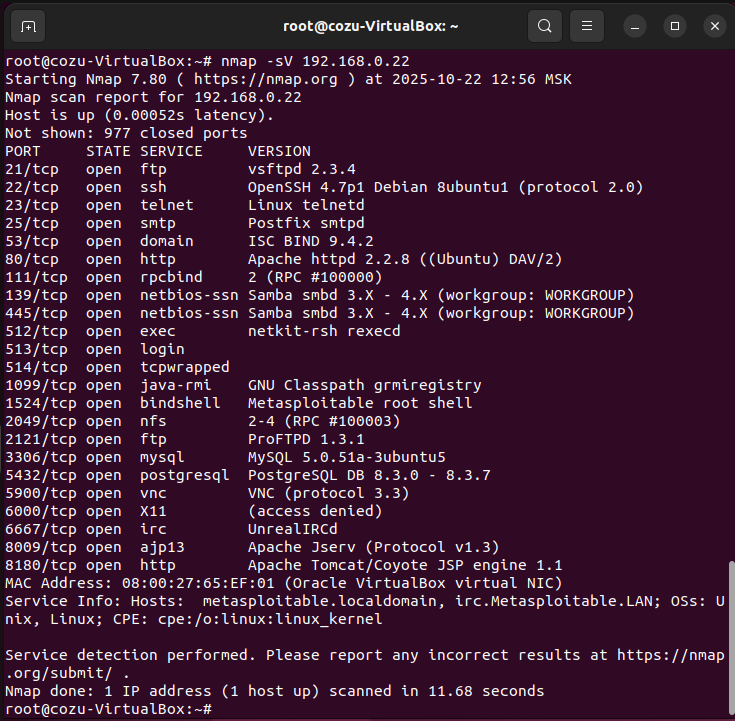 root@cozu-VirtualBox: ~
root@cozu-VirtualBox:~# nmap -sV 192.168.0.22
Starting Nmap 7.80 ( https://nmap.org ) at 2025-10-22 12:56 MSK
Nmap scan report for 192.168.0.22
Host is up (0.00052s latency).
Not shown: 977 closed ports
PORT     STATE SERVICE     VERSION
21/tcp   open  ftp         vsftpd 2.3.4
22/tcp   open  ssh         OpenSSH 4.7p1 Debian 8ubuntu1 (protocol 2.0)
23/tcp   open  telnet      Linux telnetd
25/tcp   open  smtp        Postfix smtpd
53/tcp   open  domain      ISC BIND 9.4.2
80/tcp   open  http        Apache httpd 2.2.8 ((Ubuntu) DAV/2)
111/tcp  open  rpcbind     2 (RPC #100000)
139/tcp  open  netbios-ssn Samba smbd 3.X - 4.X (workgroup: WORKGROUP)
445/tcp  open  netbios-ssn Samba smbd 3.X - 4.X (workgroup: WORKGROUP)
512/tcp  open  exec        netkit-rsh rexecd
513/tcp  open  login
514/tcp  open  tcpwrapped
1099/tcp open  java-rmi    GNU Classpath grmiregistry
1524/tcp open  bindshell   Metasploitable root shell
2049/tcp open  nfs         2-4 (RPC #100003)
2121/tcp open  ftp         ProFTPD 1.3.1
3306/tcp open  mysql       MySQL 5.0.51a-3ubuntu5
5432/tcp open  postgresql  PostgreSQL DB 8.3.0 - 8.3.7
5900/tcp open  vnc         VNC (protocol 3.3)
6000/tcp open  X11         (access denied)
6667/tcp open  irc         UnrealIRCd
8009/tcp open  ajp13       Apache Jserv (Protocol v1.3)
8180/tcp open  http        Apache Tomcat/Coyote JSP engine 1.1
MAC Address: 08:00:27:65:EF:01 (Oracle VirtualBox virtual NIC)
Service Info: Hosts:  metasploitable.localdomain, irc.Metasploitable.LAN; OSs: U
nix, Linux; CPE: cpe:/o:linux:linux_kernel

Service detection performed. Please report any incorrect results at https://nmap
.org/submit/ .
Nmap done: 1 IP address (1 host up) scanned in 11.68 seconds
root@cozu-VirtualBox:~#